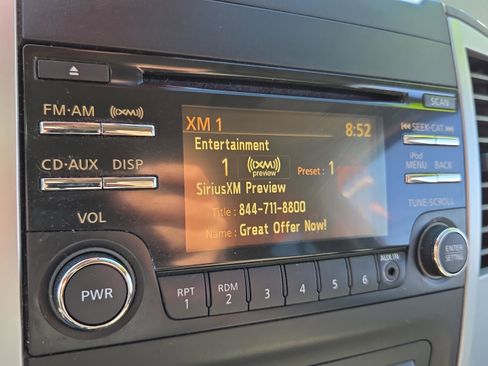 SCAN
FM·AM
((XM))
XM 1
8:52
|◄◄ SEEK·CAT ►►|
Entertainment
1
((XM))
preview
Preset : 1
iPod
MENU
BACK
CD·AUX
DISP
SiriusXM Preview
Title : 844-711-8800
Name : Great Offer Now!
TUNE·SCROLL
VOL
PWR
ENTER
SETTING
AUX IN
RPT
1
RDM
2
3
4
5
6